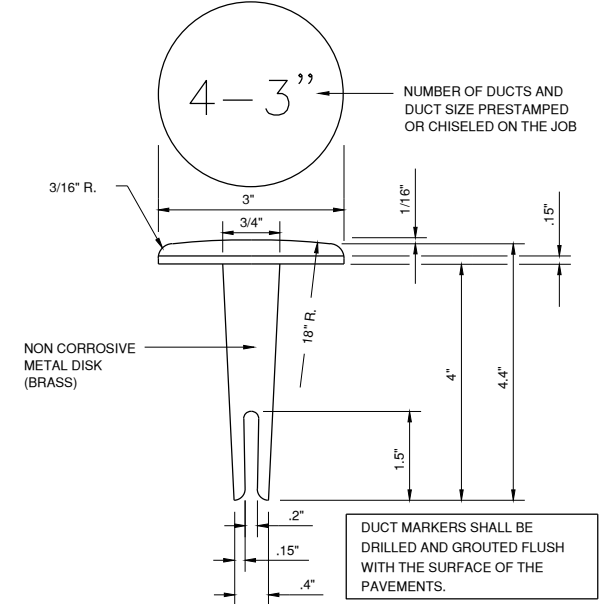 4-3”
NUMBER OF DUCTS AND
DUCT SIZE PRESTAMPED
OR CHISELED ON THE JOB
3/16" R.
3"
3/4"
1/16"
.15"
18" R.
NON CORROSIVE
METAL DISK
(BRASS)
4"
4.4"
1.5"
.2"
.15"
.4"
DUCT MARKERS SHALL BE
DRILLED AND GROUTED FLUSH
WITH THE SURFACE OF THE
PAVEMENTS.